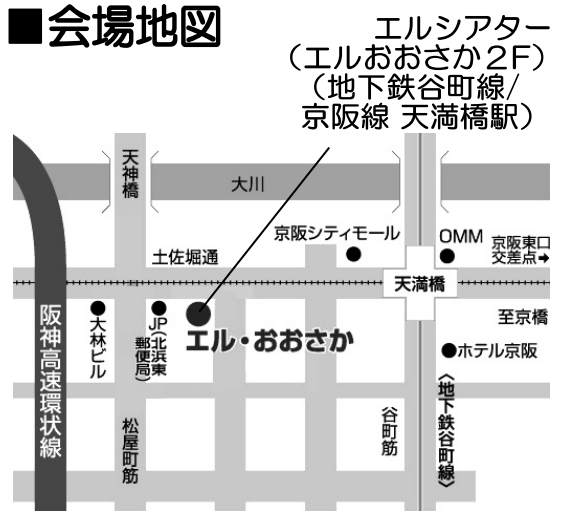 ■会場地図
エルシアター
（エルおおさか２F）
（地下鉄谷町線/
京阪線 天満橋駅）
天神橋
大川
京阪シティモール
OMM
京阪東口
交差点➡
土佐堀通
天満橋
至京橋
阪神高速環状線
大林ビル
JP(北浜東
郵便局)
エル・おおさか
ホテル京阪
〈地下鉄谷町線〉
谷町筋
松屋町筋